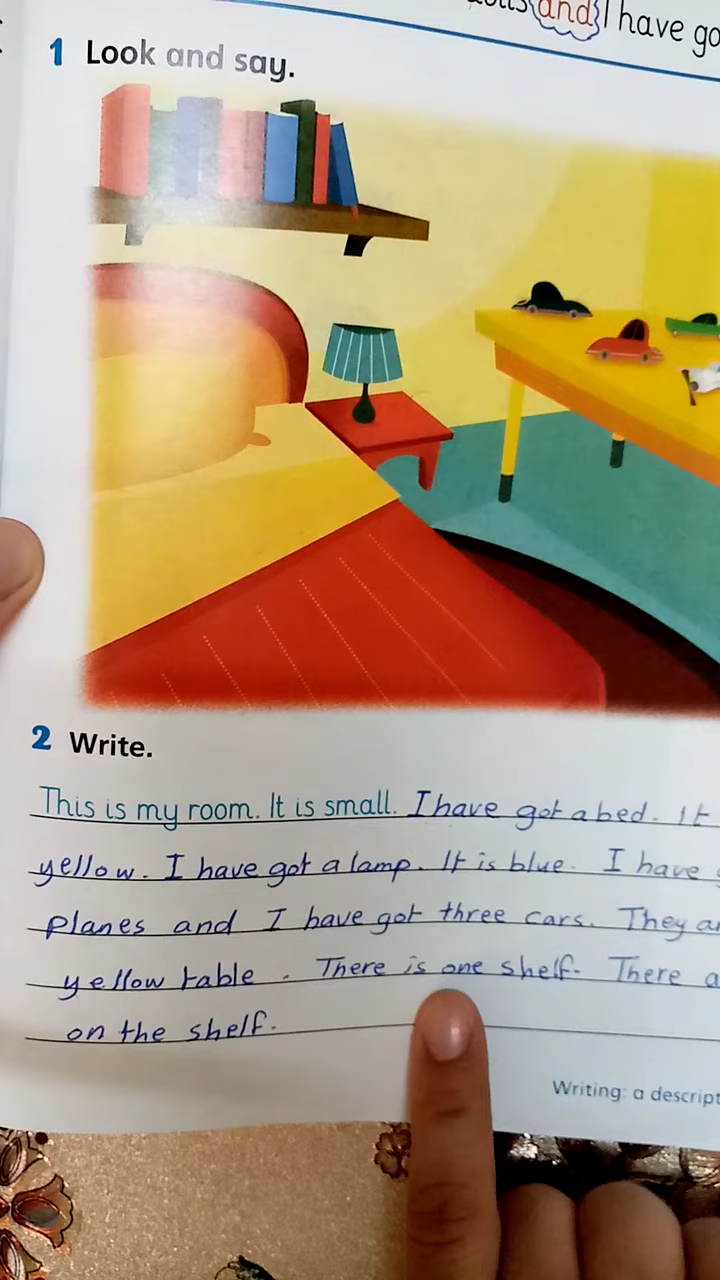 and I have go
1 Look and say.
2 Write.
This is my room. It is small. I have got a bed. It
yellow. I have got a lamp. It is blue. I have
planes and I have got three cars. They
yellow table. There is one shelf. There
on the shelf.
Writing: a descript